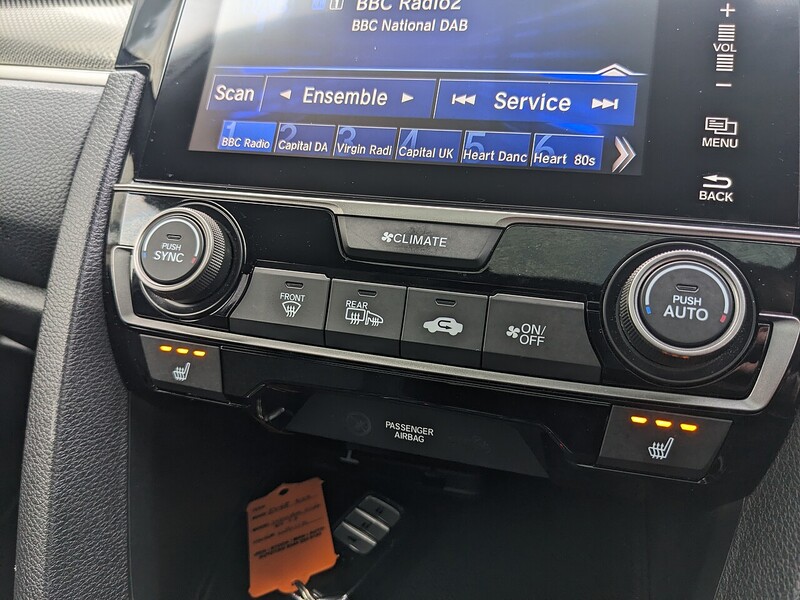 BBC Radio2
BBC National DAB
+
VOL
-
Scan
Ensemble
Service
1 BBC Radio
2 Capital DA
3 Virgin Radi
4 Capital UK
5 Heart Danc
6 Heart 80s
MENU
BACK
CLIMATE
PUSH
SYNC
FRONT
REAR
ON/
OFF
PUSH
AUTO
PASSENGER
AIRBAG